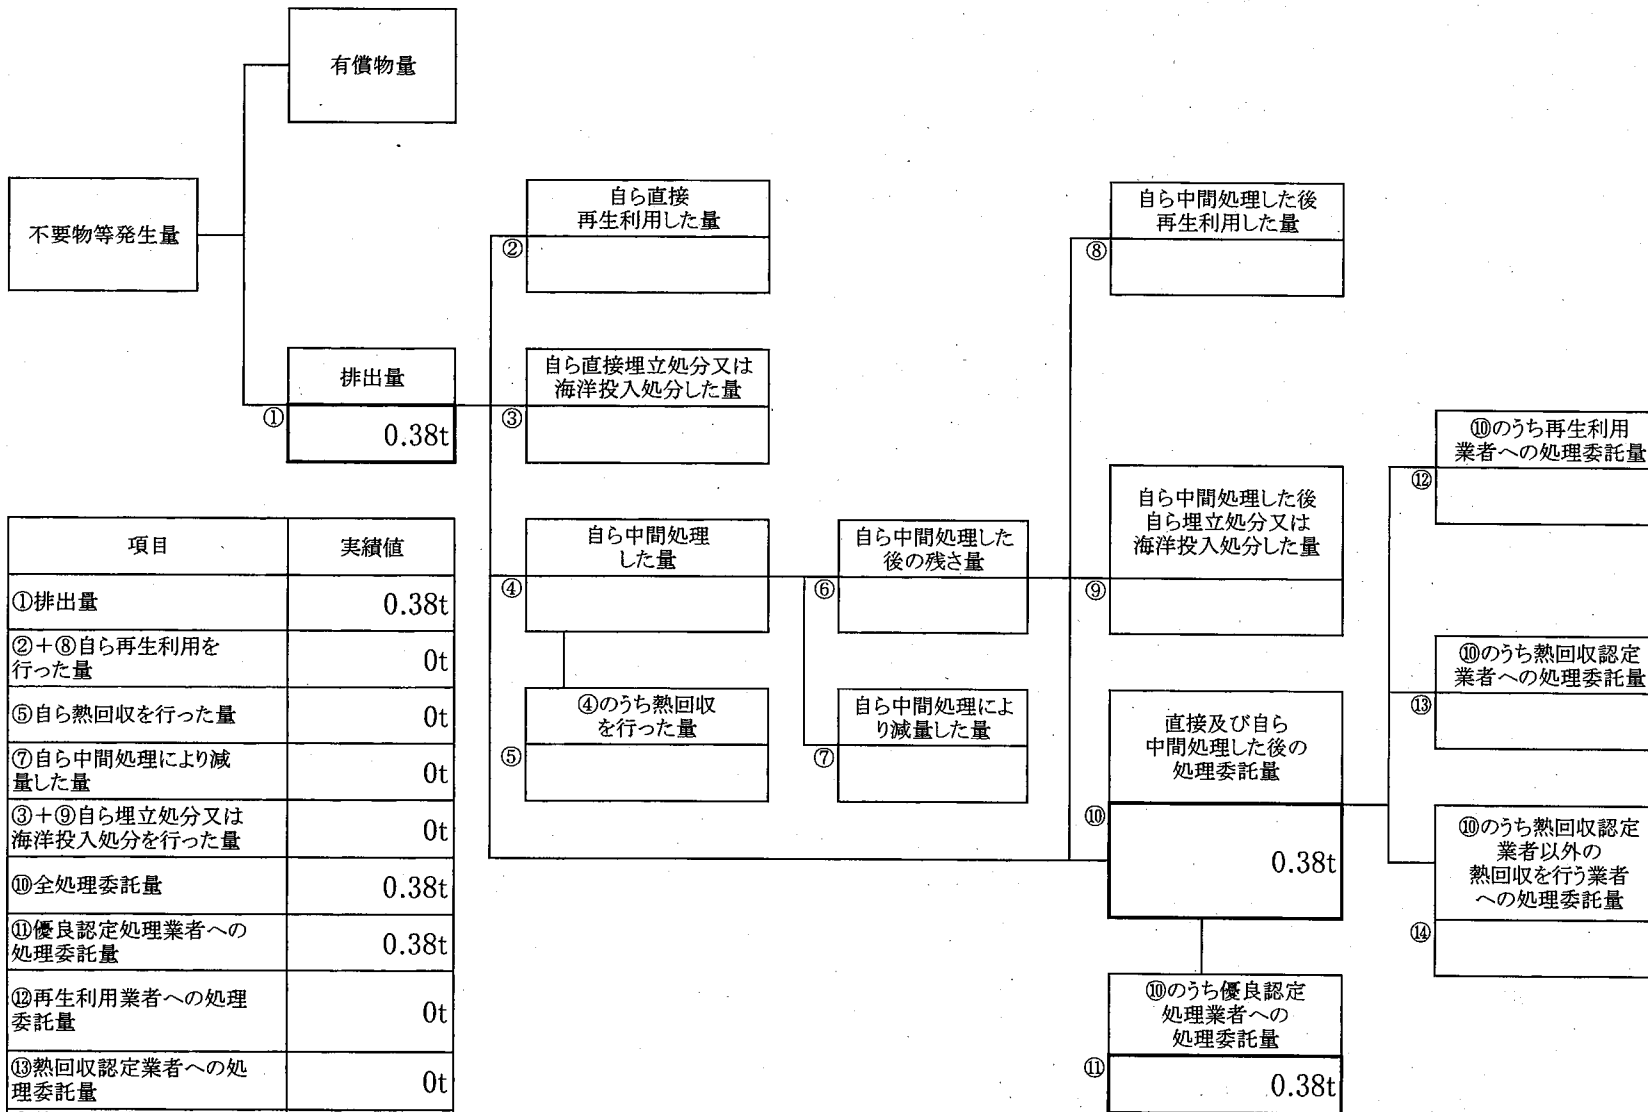 有償物量
不要物等発生量
排出量
①
0.38t
自ら直接
再生利用した量
②
自ら直接埋立処分又は
海洋投入処分した量
③
自ら中間処理
した量
④
④のうち熱回収
を行った量
⑤
自ら中間処理した
後の残さ量
⑥
自ら中間処理によ
り減量した量
⑦
自ら中間処理した後
再生利用した量
⑧
自ら中間処理した後
自ら埋立処分又は
海洋投入処分した量
⑨
直接及び自ら
中間処理した後の
処理委託量
⑩
0.38t
⑩のうち優良認定
処理業者への
処理委託量
⑪
0.38t
⑩のうち再生利用
業者への処理委託量
⑫
⑩のうち熱回収認定
業者への処理委託量
⑬
⑩のうち熱回収認定
業者以外の
熱回収を行う業者
への処理委託量
⑭
項目 実績値
①排出量 0.38t
②+⑧自ら再生利用を
行った量 0t
⑤自ら熱回収を行った量 0t
⑦自ら中間処理により減
量した量 0t
③+⑨自ら埋立処分又は
海洋投入処分を行った量 0t
⑩全処理委託量 0.38t
⑪優良認定処理業者への
処理委託量 0.38t
⑫再生利用業者への処理
委託量 0t
⑬熱回収認定業者への処
理委託量 0t